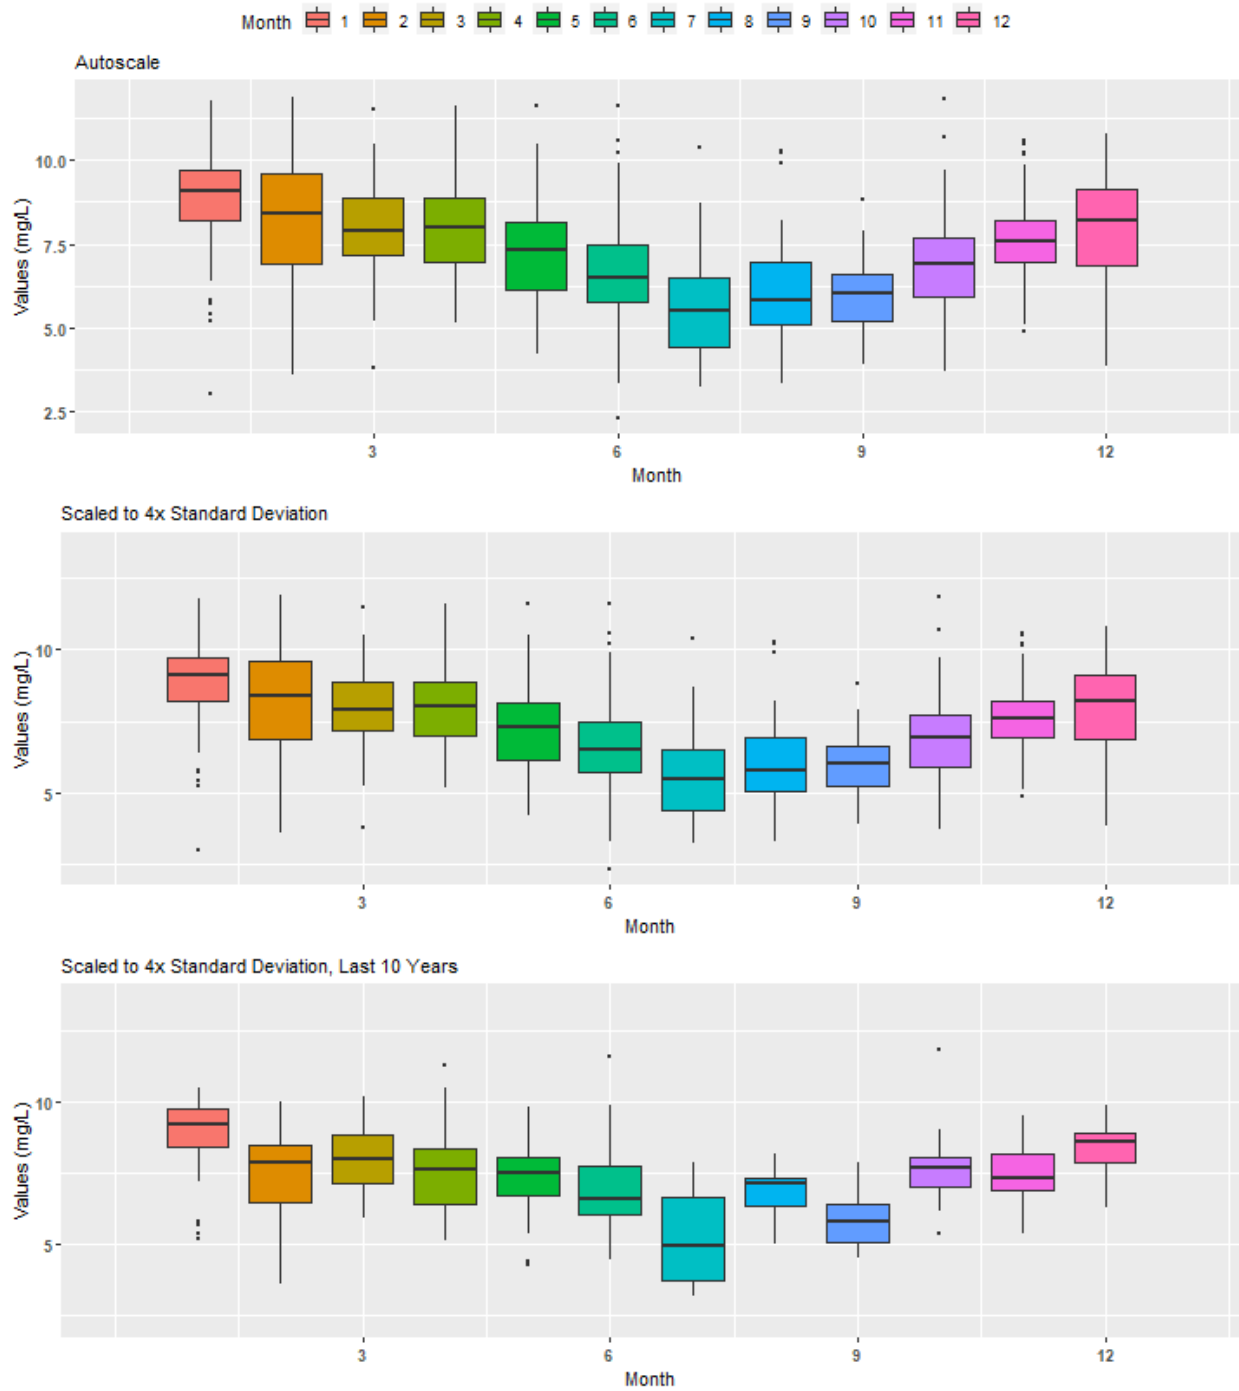 Month 1 2 3 4 5 6 7 8 9 10 11 12
Autoscale
Values (mg/L)
10.0
7.5
5.0
2.5
3 6 9 12
Month
Scaled to 4x Standard Deviation
Values (mg/L)
10
5
3 6 9 12
Month
Scaled to 4x Standard Deviation, Last 10 Years
Values (mg/L)
10
5
3 6 9 12
Month